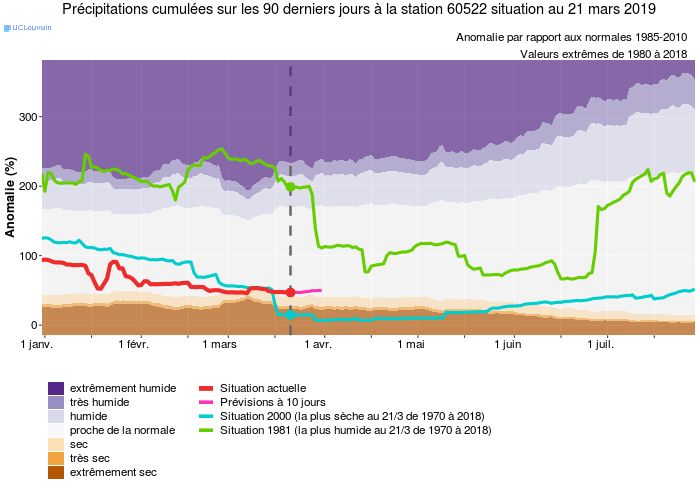 Précipitations cumulées sur les 90 derniers jours à la station 60522 situation au 21 mars 2019
UCLouvain
Anomalie par rapport aux normales 1985-2010
Valeurs extrêmes de 1980 à 2018
Anomalie (%)
300
200
100
0
1 janv. 1 févr. 1 mars 1 avr. 1 mai 1 juin 1 juil.
extrêmement humide
très humide
humide
proche de la normale
sec
très sec
extrêmement sec
Situation actuelle
Prévisions à 10 jours
Situation 2000 (la plus sèche au 21/3 de 1970 à 2018)
Situation 1981 (la plus humide au 21/3 de 1970 à 2018)